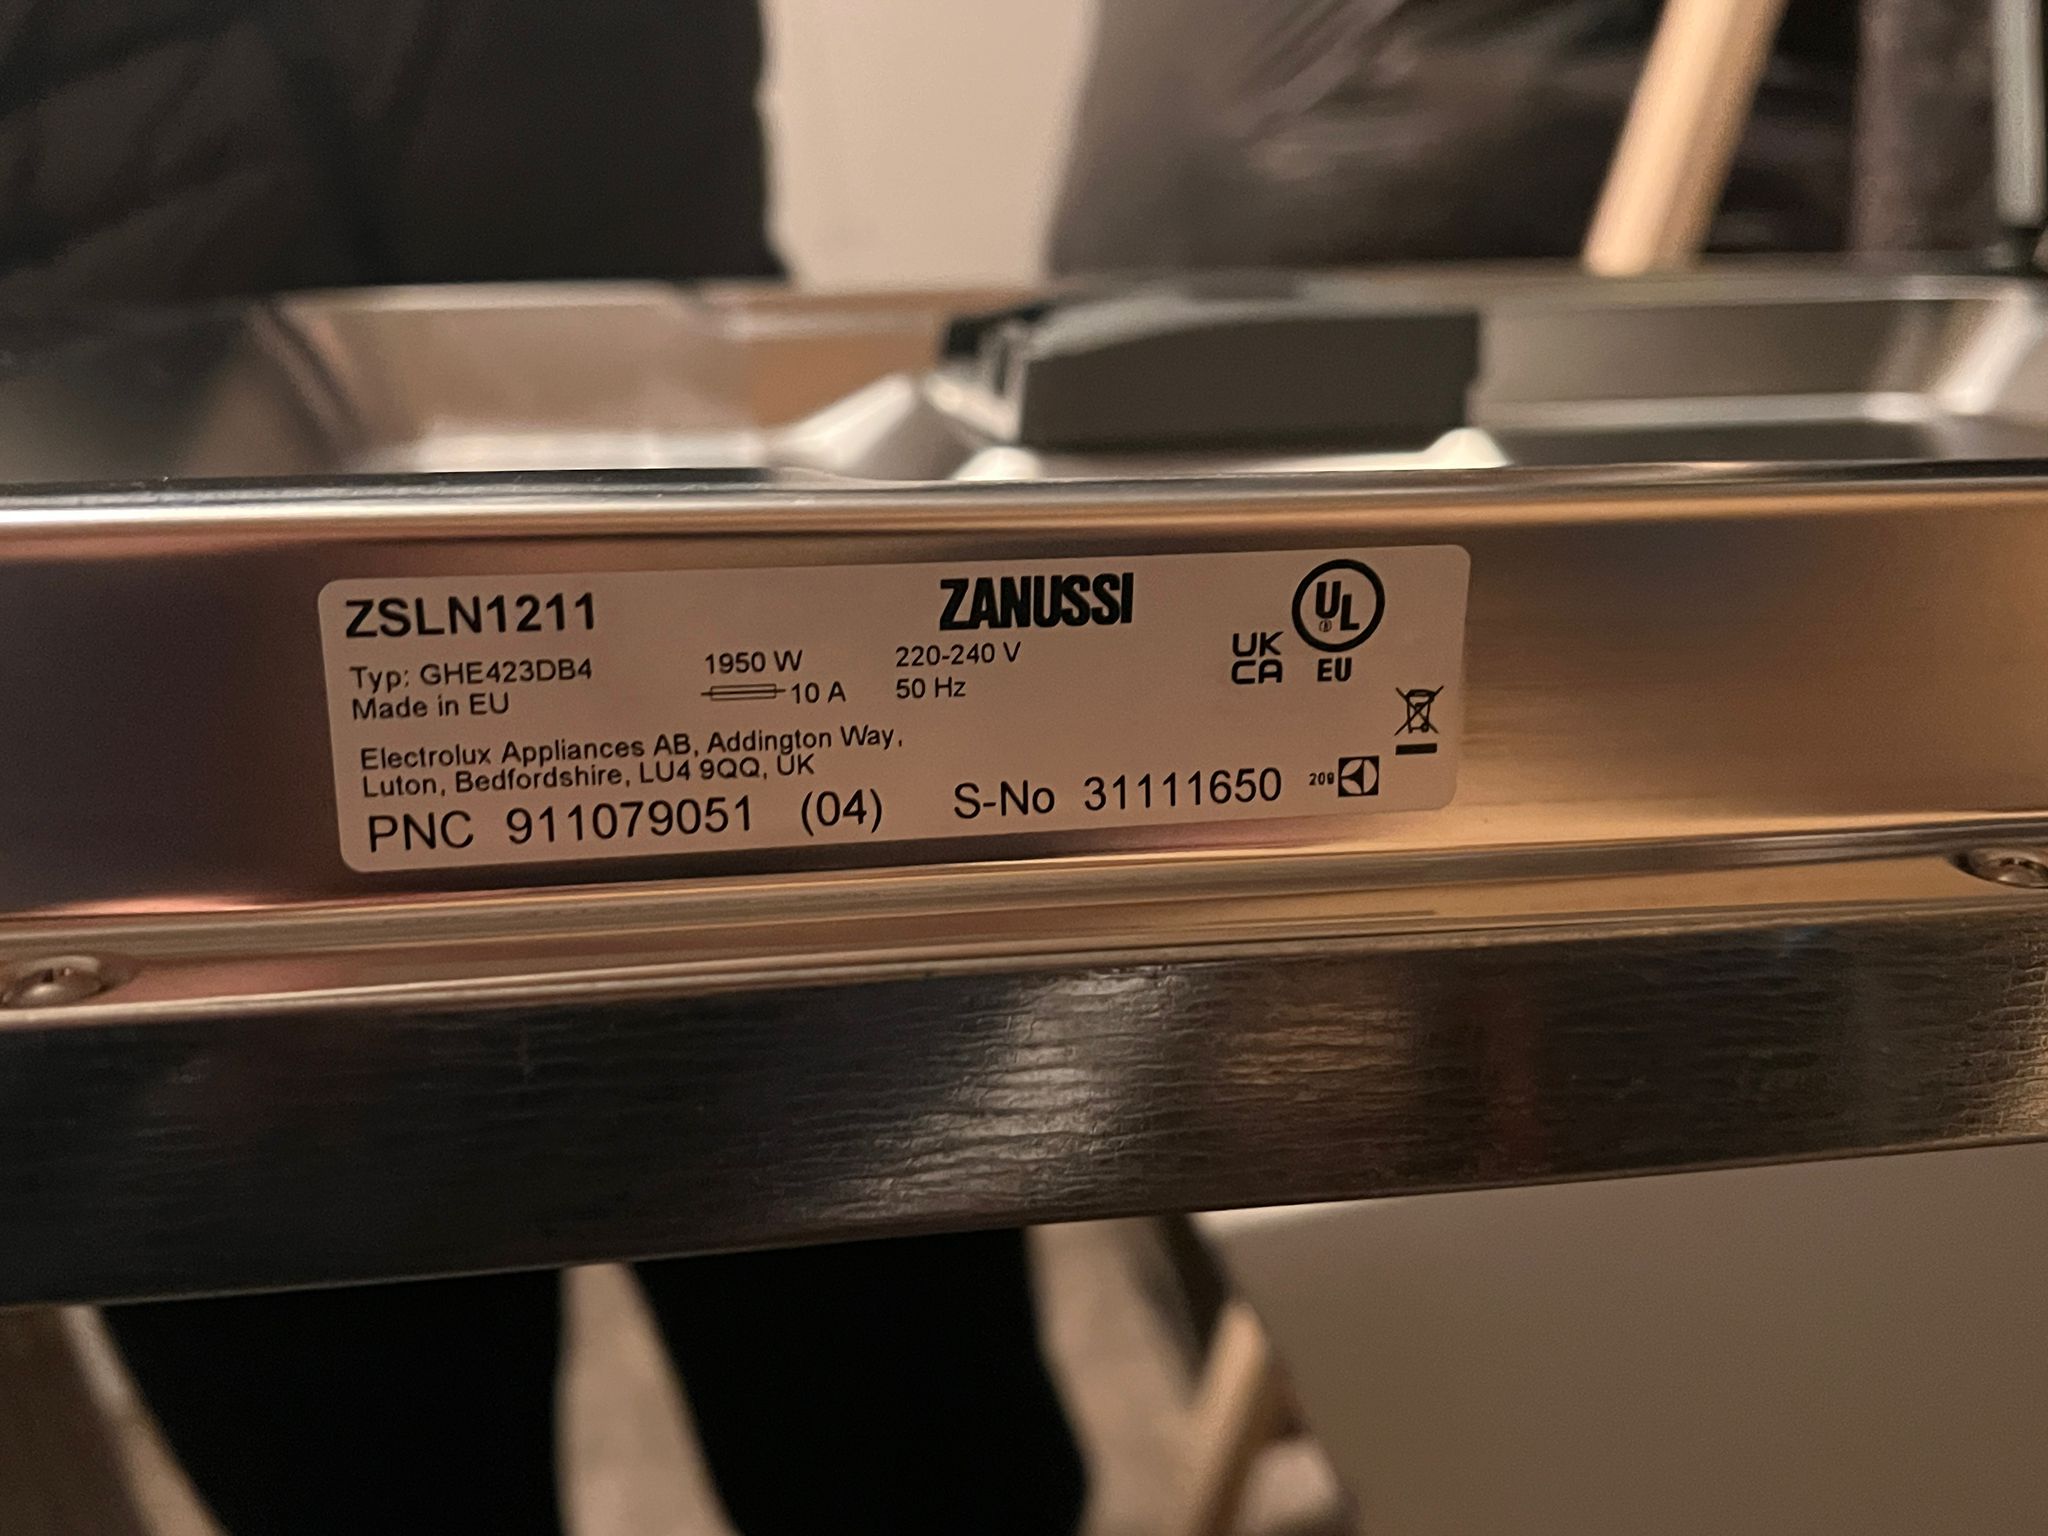 ZSLN1211
ZANUSSI
UL
Typ: GHE423DB4
1950 W
220-240 V
UK
CA
EU
Made in EU
10 A
50 Hz
Electrolux Appliances AB, Addington Way,
Luton, Bedfordshire, LU4 9QQ, UK
PNC 911079051 (04)
S-No 31111650